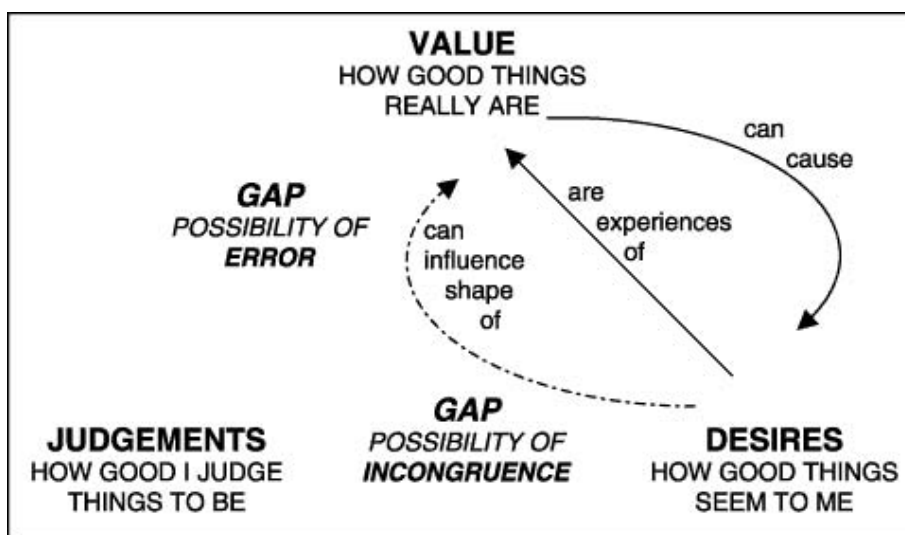 VALUE
HOW GOOD THINGS
REALLY ARE
can
cause
GAP
POSSIBILITY OF
ERROR
are
experiences
of
can
influence
shape
of
JUDGEMENTS
HOW GOOD I JUDGE
THINGS TO BE
GAP
POSSIBILITY OF
INCONGRUENCE
DESIRES
HOW GOOD THINGS
SEEM TO ME